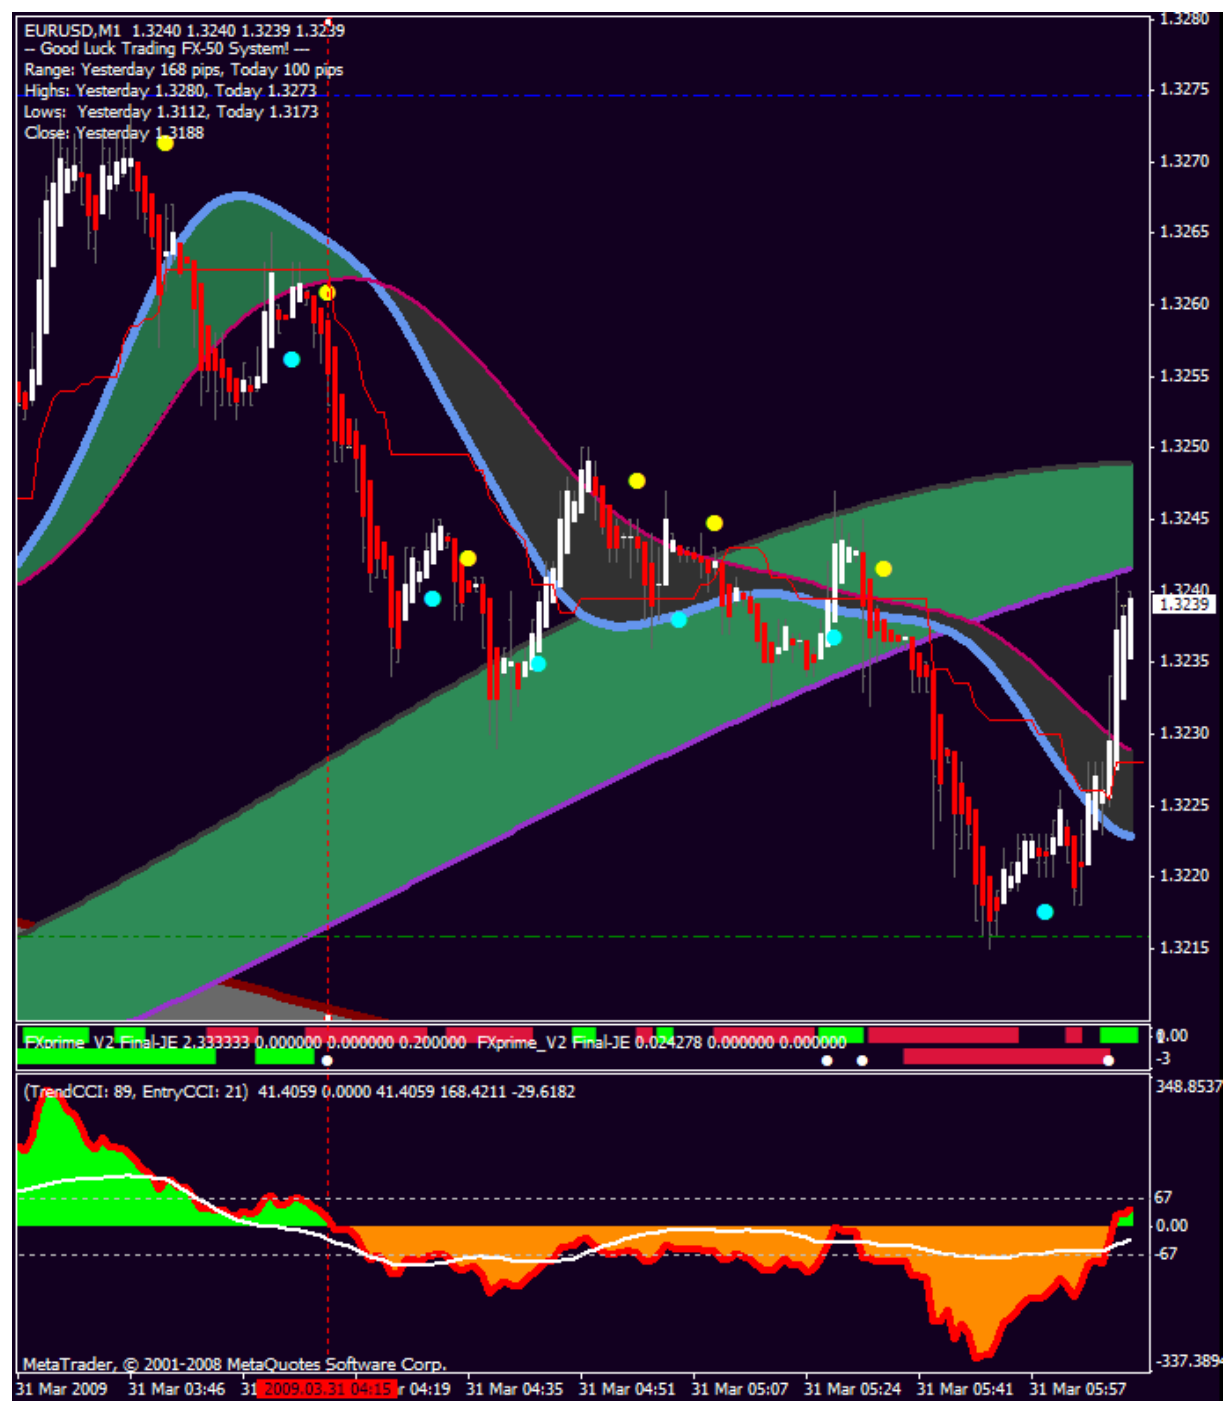 EURUSD,M1 1.3240 1.3240 1.3239 1.3239
-- Good Luck Trading FX-50 System! ---
Range: Yesterday 168 pips, Today 100 pips
Highs: Yesterday 1.3280, Today 1.3273
Lows: Yesterday 1.3112, Today 1.3173
Close: Yesterday 1.3188
1.3280
1.3275
1.3270
1.3265
1.3260
1.3255
1.3250
1.3245
1.3240
1.3239
1.3235
1.3230
1.3225
1.3220
1.3215
FXprime_V2 Final-JE 2.333333 0.000000 0.000000 0.200000 FXprime_V2 Final-JE 0.024278 0.000000 0.000000
0.00
-3
(TrendCCI: 89, EntryCCI: 21) 41.4059 0.0000 41.4059 168.4211 -29.6182
348.8537
67
0.00
-67
-337.3894
MetaTrader, © 2001-2008 MetaQuotes Software Corp.
31 Mar 2009 31 Mar 03:46 31 2009.03.31 04:15 r 04:19 31 Mar 04:35 31 Mar 04:51 31 Mar 05:07 31 Mar 05:24 31 Mar 05:41 31 Mar 05:57